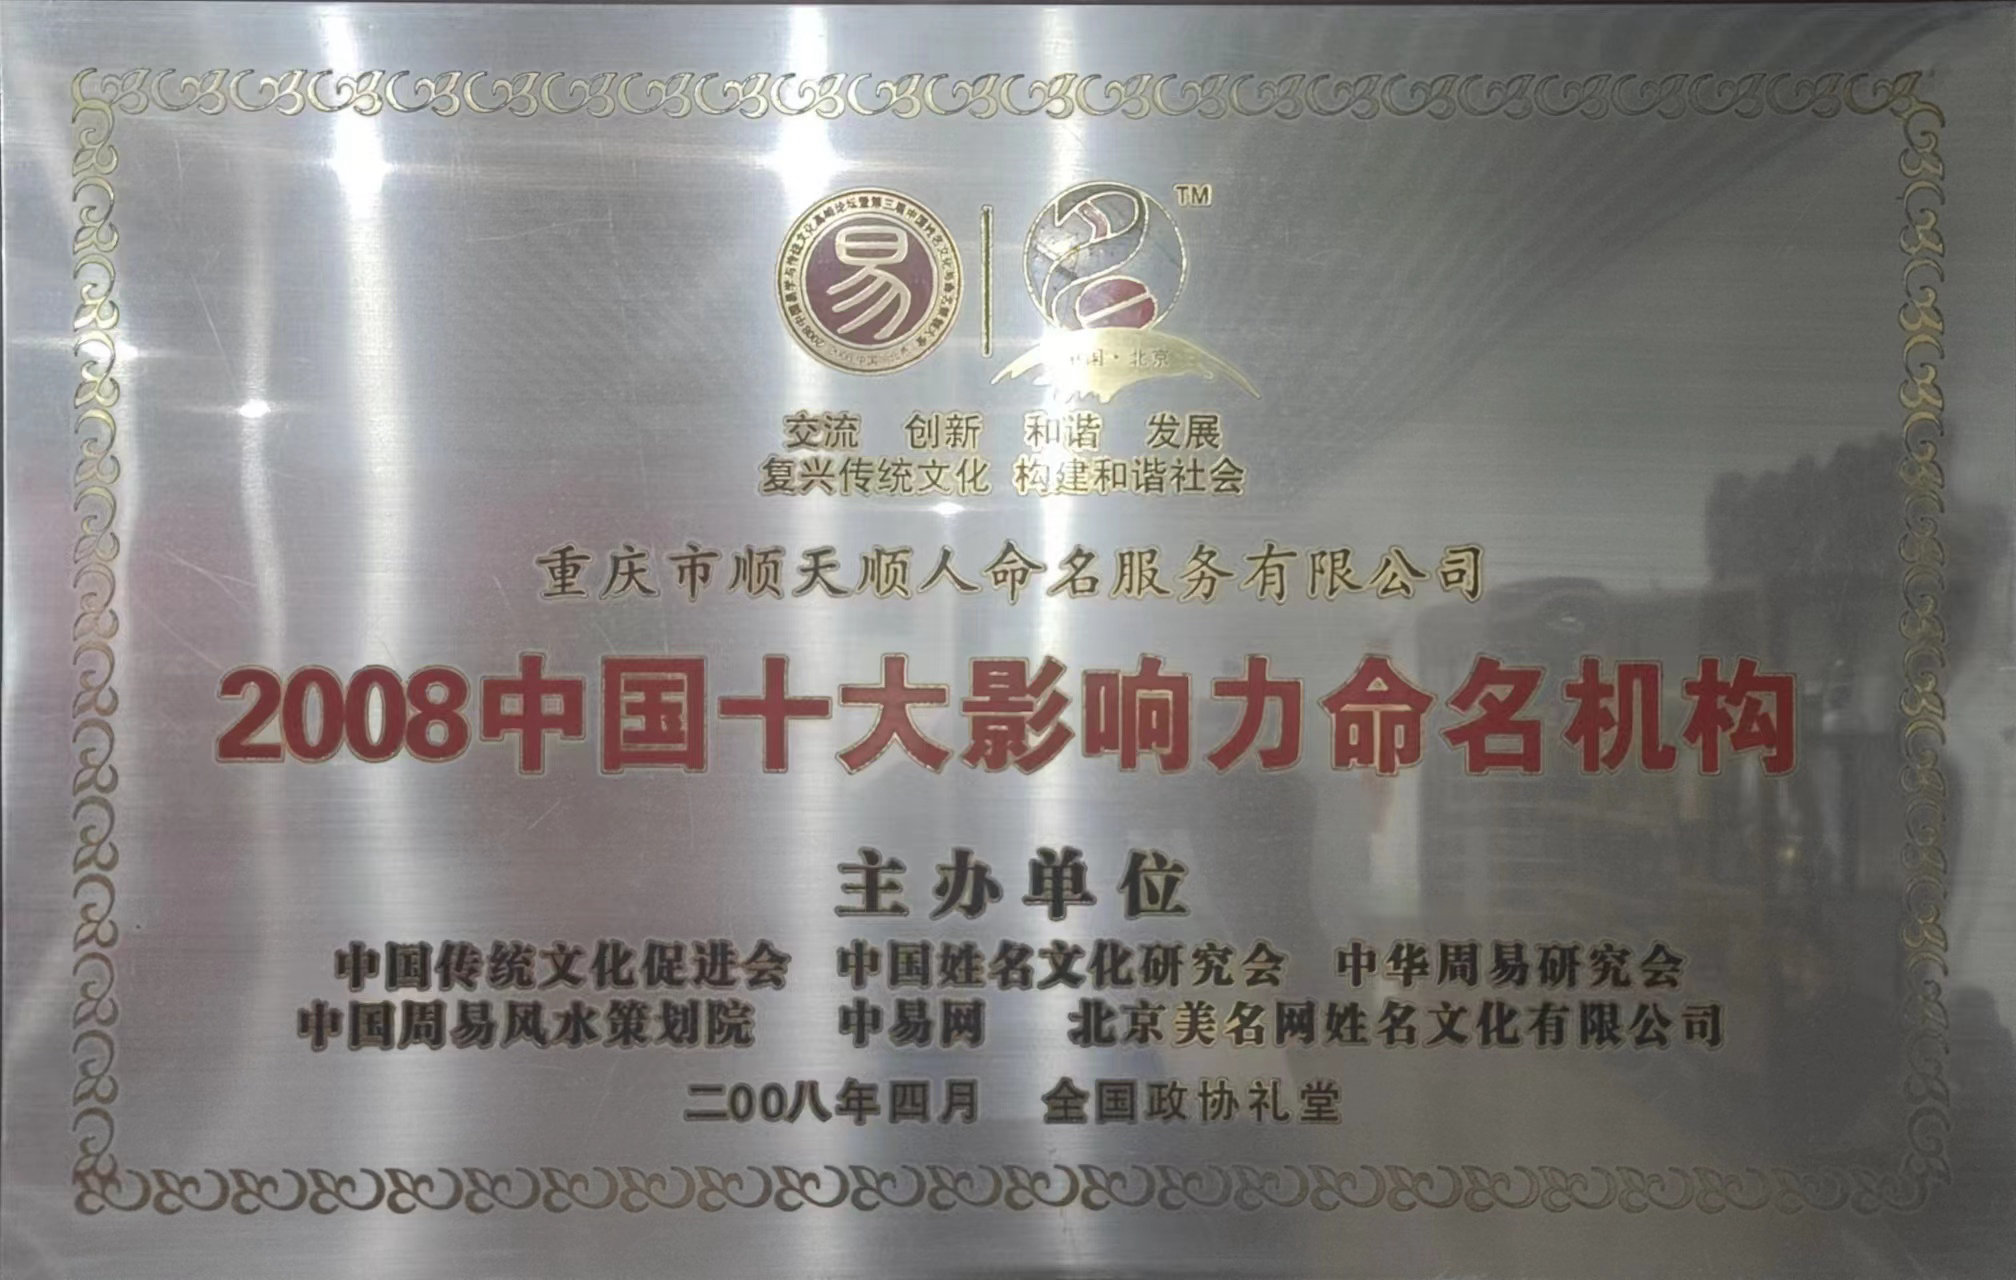 易
TM
中国·北京
交流 创新 和谐 发展
复兴传统文化 构建和谐社会
重庆市顺天顺人命名服务有限公司
2008中国十大影响力命名机构
主办单位
中国传统文化促进会 中国姓名文化研究会 中华周易研究会
中国周易风水策划院 中易网 北京美名网姓名文化有限公司
二00八年四月 全国政协礼堂